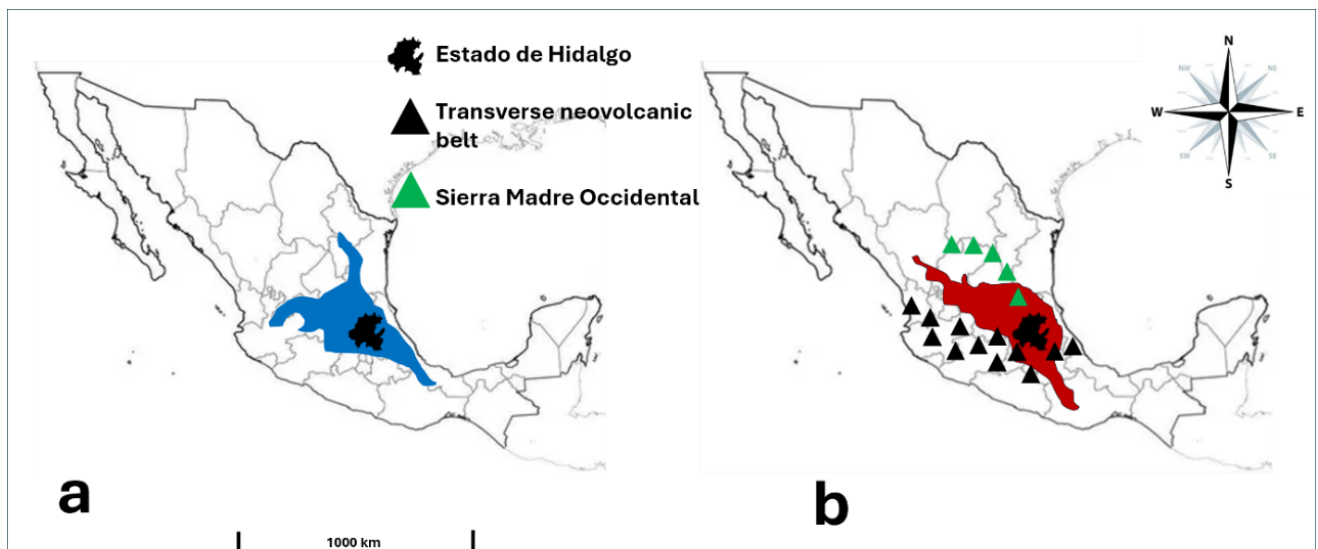 Estado de Hidalgo
Transverse neovolcanic
belt
Sierra Madre Occidental
N
NW
NE
W
E
SW
SE
S
a
b
1000 km